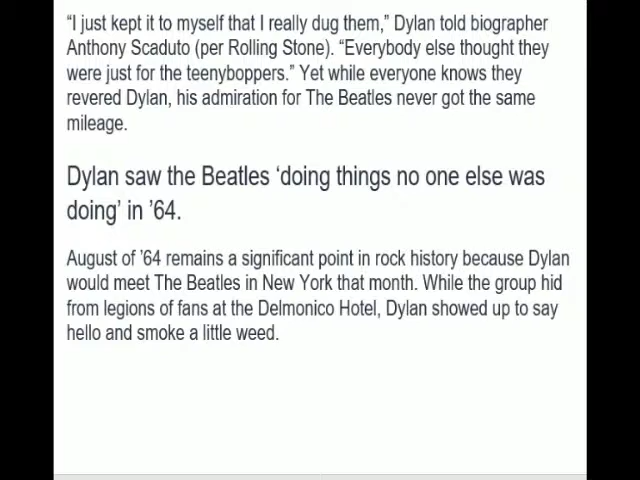 “I just kept it to myself that I really dug them,” Dylan told biographer
Anthony Scaduto (per Rolling Stone). “Everybody else thought they
were just for the teenyboppers.” Yet while everyone knows they
revered Dylan, his admiration for The Beatles never got the same
mileage.
Dylan saw the Beatles ‘doing things no one else was
doing’ in ’64.
August of ’64 remains a significant point in rock history because Dylan
would meet The Beatles in New York that month. While the group hid
from legions of fans at the Delmonico Hotel, Dylan showed up to say
hello and smoke a little weed.